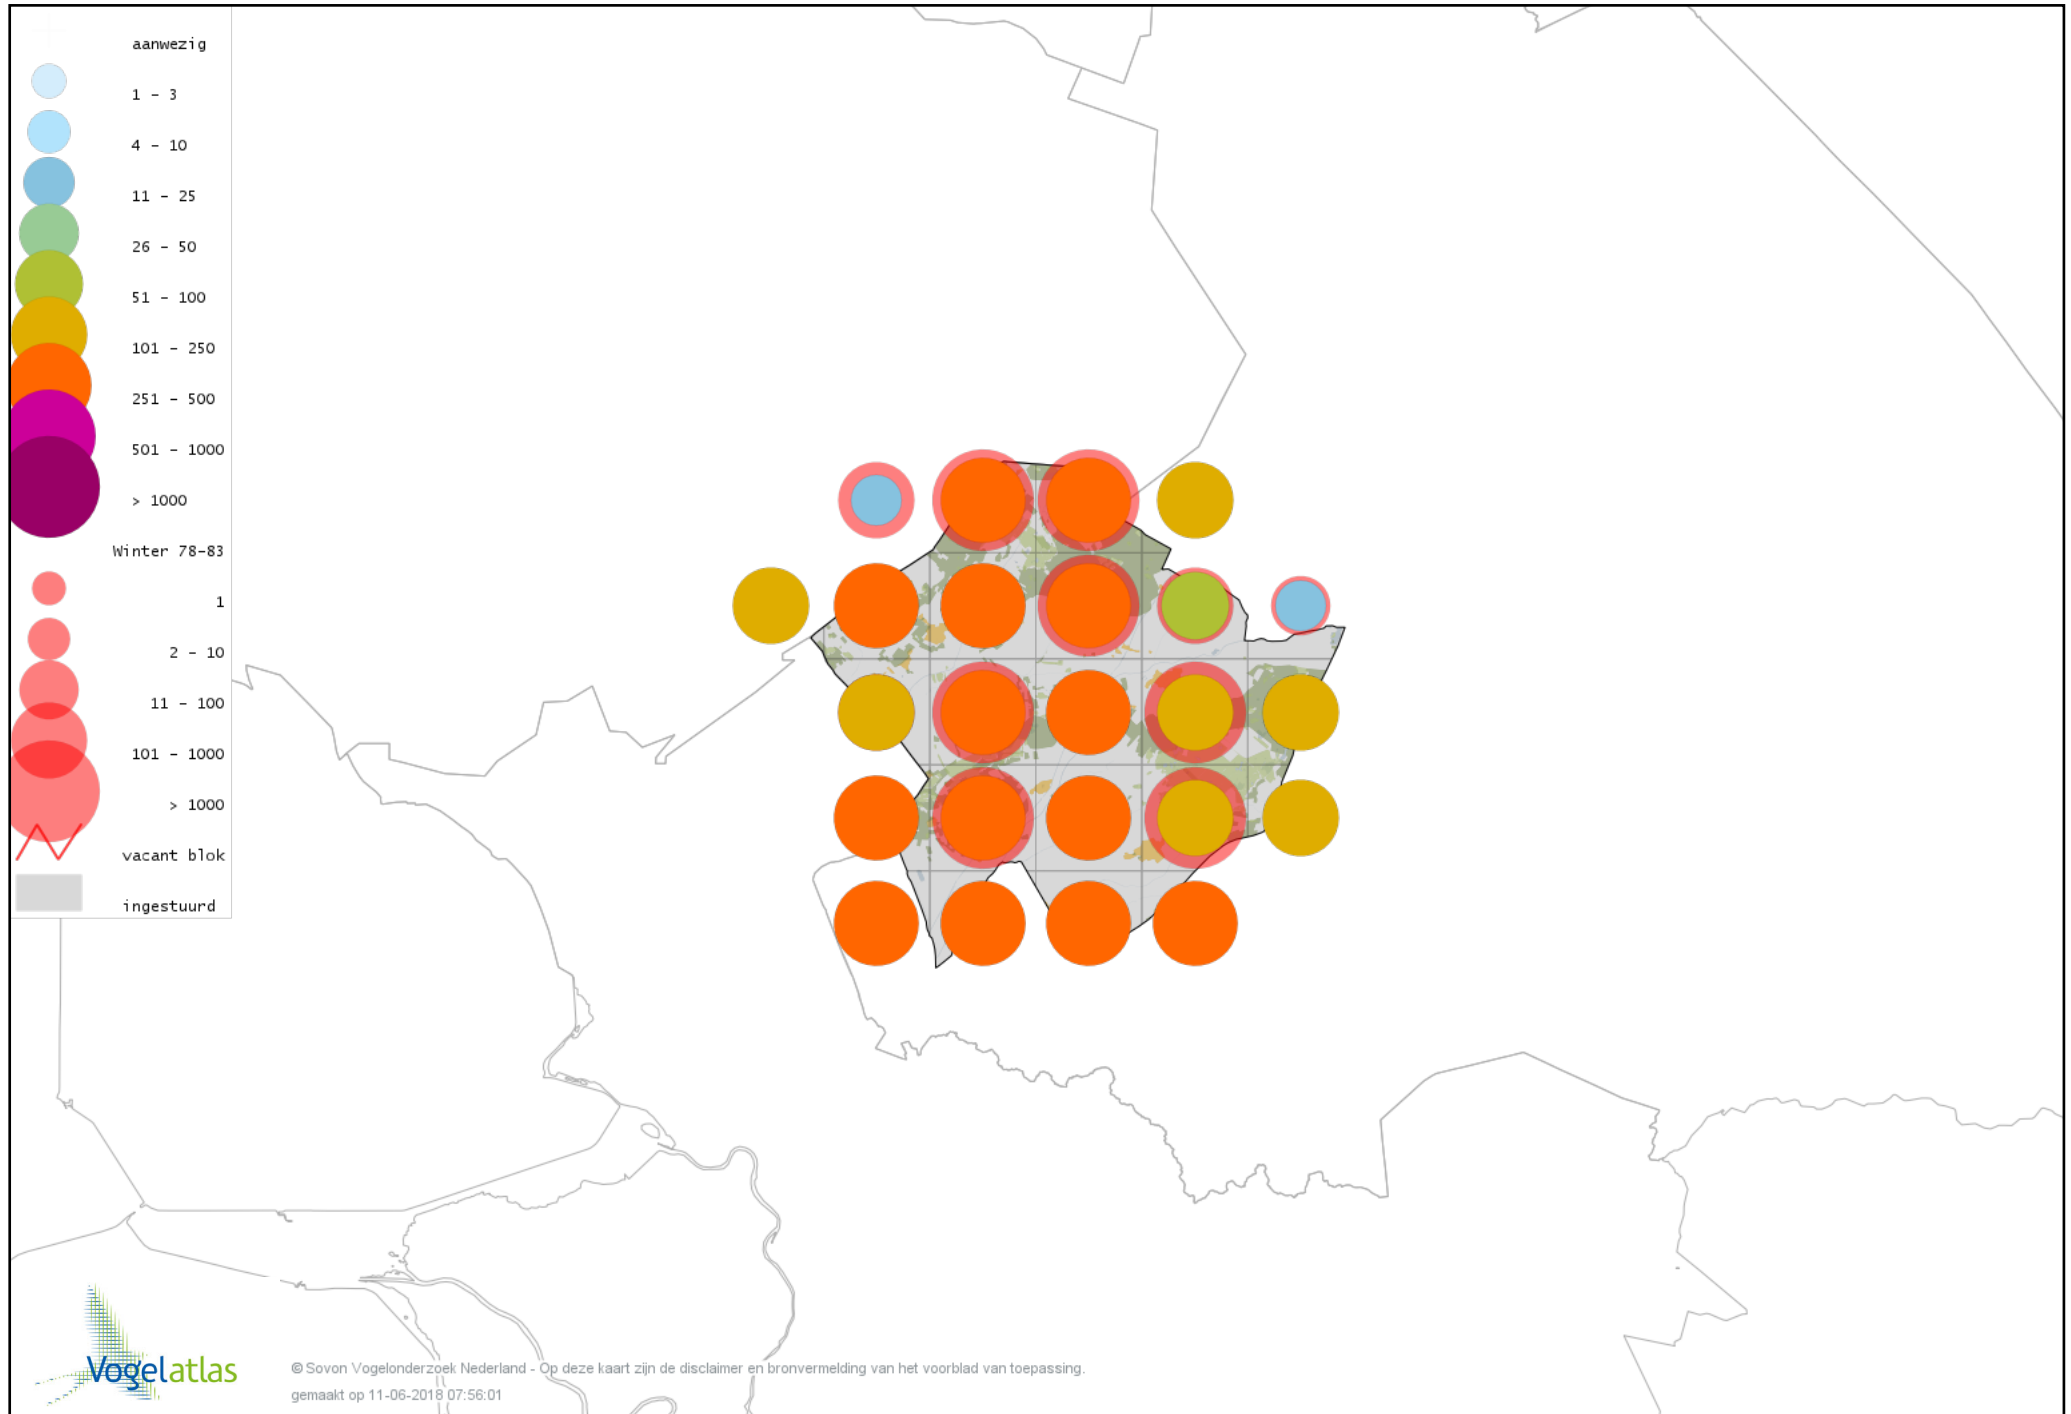 aanwezig
1 - 3
4 - 10
11 - 25
26 - 50
51 - 100
101 - 250
251 - 500
501 - 1000
> 1000
Winter 78-83
1
2 - 10
11 - 100
101 - 1000
> 1000
vacant blok
ingestuurd
Vogelatlas
© Sovon Vogelonderzoek Nederland - Op deze kaart zijn de disclaimer en bronvermelding van het voorblad van toepassing.
gemaakt op 11-06-2018 07:56:01